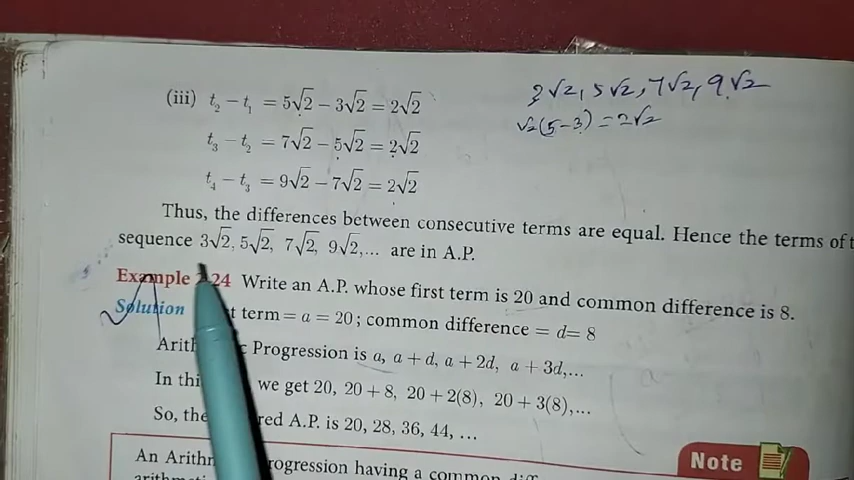 (iii) t₂ − t₁ = 5√2 − 3√2 = 2√2
3√2, 5√2, 7√2, 9√2
√2(5−3) = 2√2
t₃ − t₂ = 7√2 − 5√2 = 2√2
t₄ − t₃ = 9√2 − 7√2 = 2√2
Thus, the differences between consecutive terms are equal. Hence the terms of
sequence 3√2, 5√2, 7√2, 9√2,... are in A.P.
Example 24 Write an A.P. whose first term is 20 and common difference is 8.
Solution term = a = 20 ; common difference = d= 8
Progression is a, a + d, a + 2d, a + 3d,...
In we get 20, 20 + 8, 20 + 2(8), 20 + 3(8),...
So, the A.P. is 20, 28, 36, 44, ...
Note
An having a common